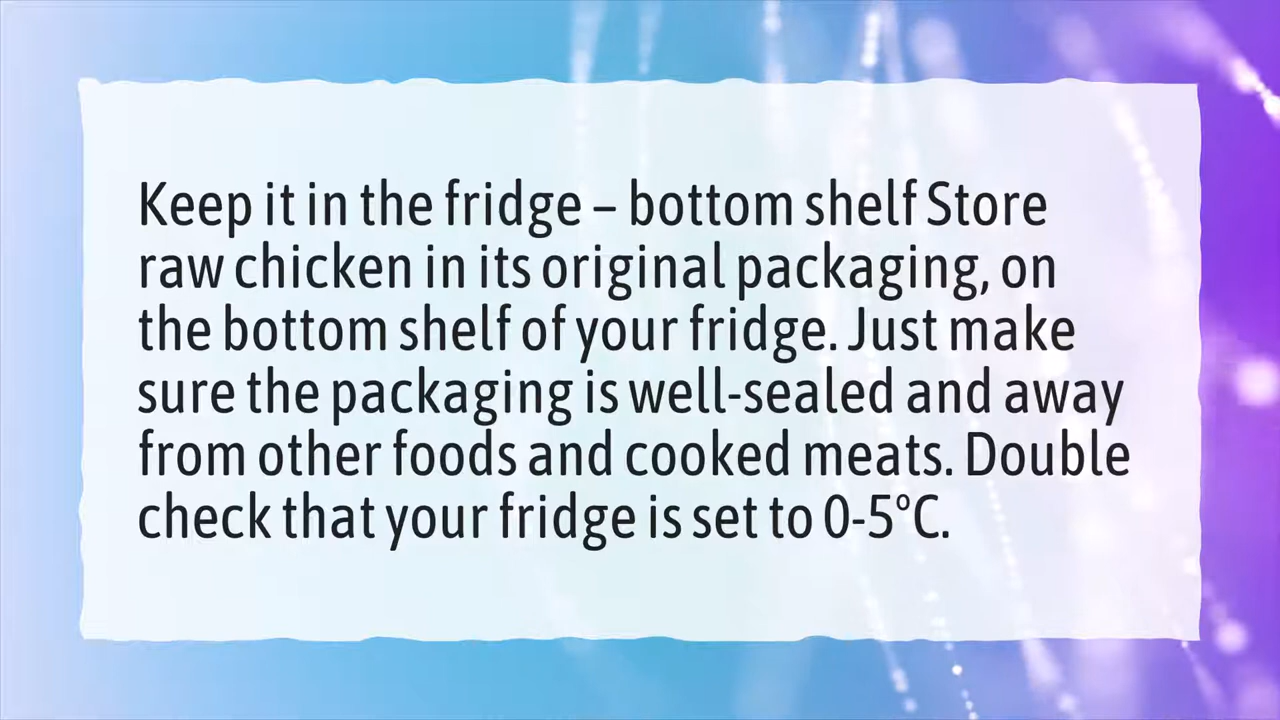 Keep it in the fridge – bottom shelf Store
raw chicken in its original packaging, on
the bottom shelf of your fridge. Just make
sure the packaging is well-sealed and away
from other foods and cooked meats. Double
check that your fridge is set to 0-5ºC.